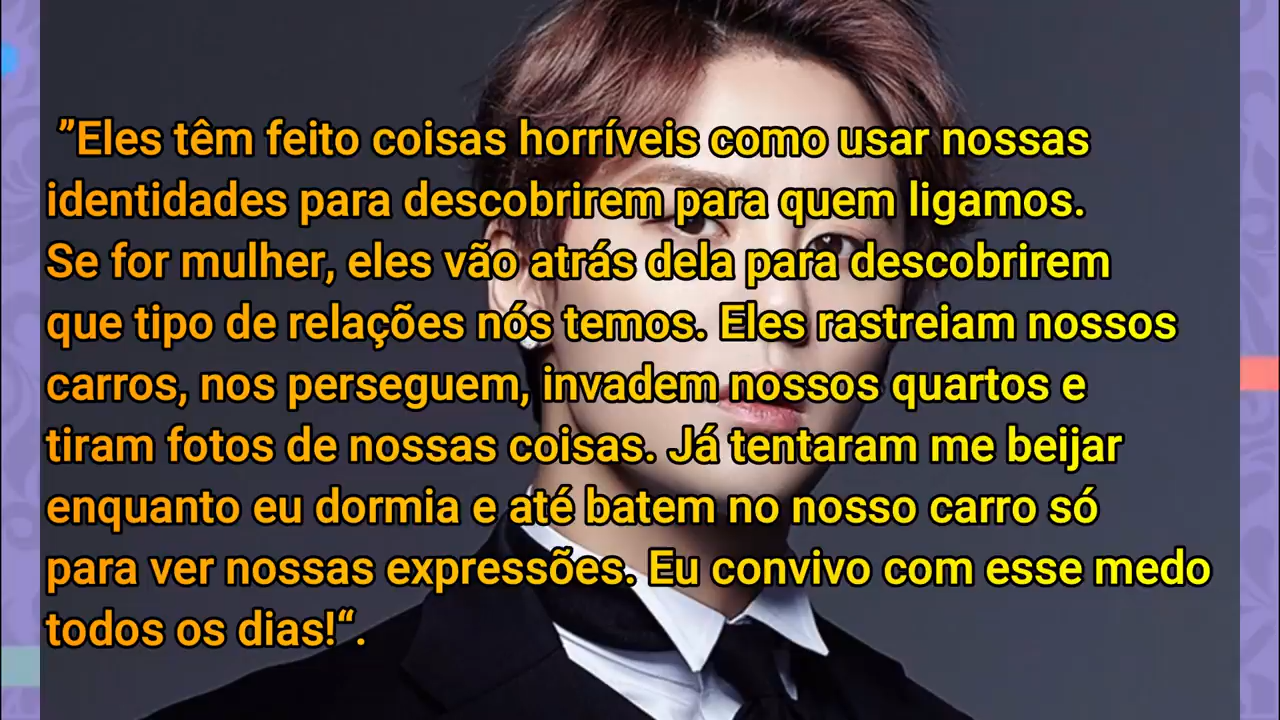 ”Eles têm feito coisas horríveis como usar nossas
identidades para descobrirem para quem ligamos.
Se for mulher, eles vão atrás dela para descobrirem
que tipo de relações nós temos. Eles rastreiam nossos
carros, nos perseguem, invadem nossos quartos e
tiram fotos de nossas coisas. Já tentaram me beijar
enquanto eu dormia e até batem no nosso carro só
para ver nossas expressões. Eu convivo com esse medo
todos os dias!“.